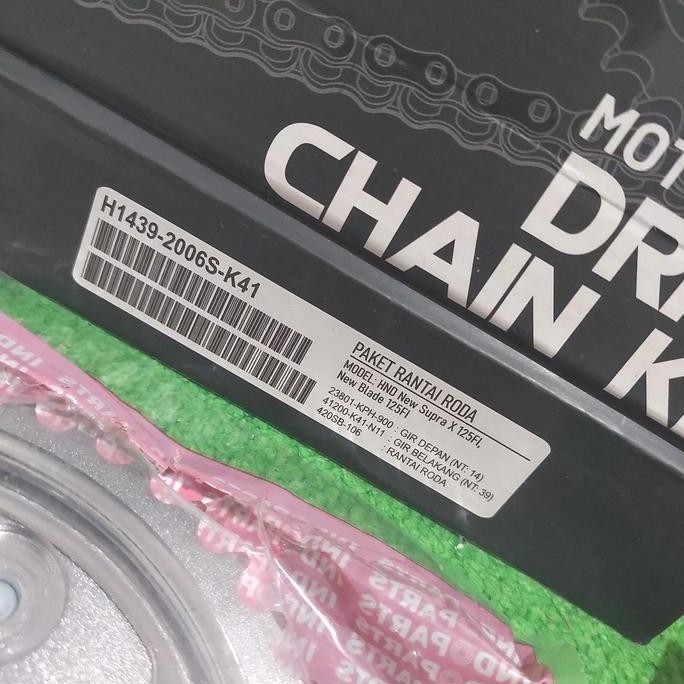 MOT
DR
CHAIN K
H1439-2006S-K41
PAKET RANTAI RODA
MODEL: HND New Supra X 125FI,
New Blade 125FI
23801-KPH-900 : GIR DEPAN (NT: 14)
41200-K41-N11 : GIR BELAKANG (NT: 39)
420SB-106 : RANTAI RODA
INDOPARTS